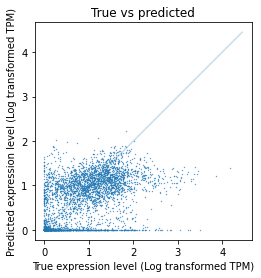 True vs predicted
Predicted expression level (Log transformed TPM)
4
3
2
1
0
0 1 2 3 4
True expression level (Log transformed TPM)